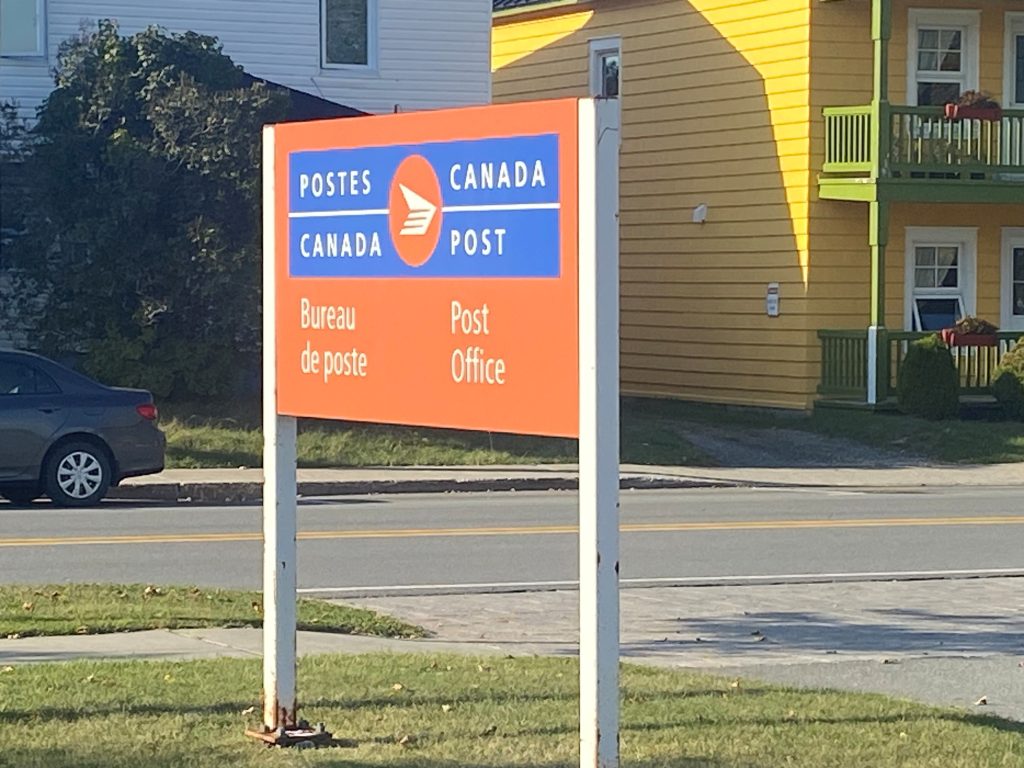 POSTES CANADA
CANADA POST
Bureau Post
de poste Office